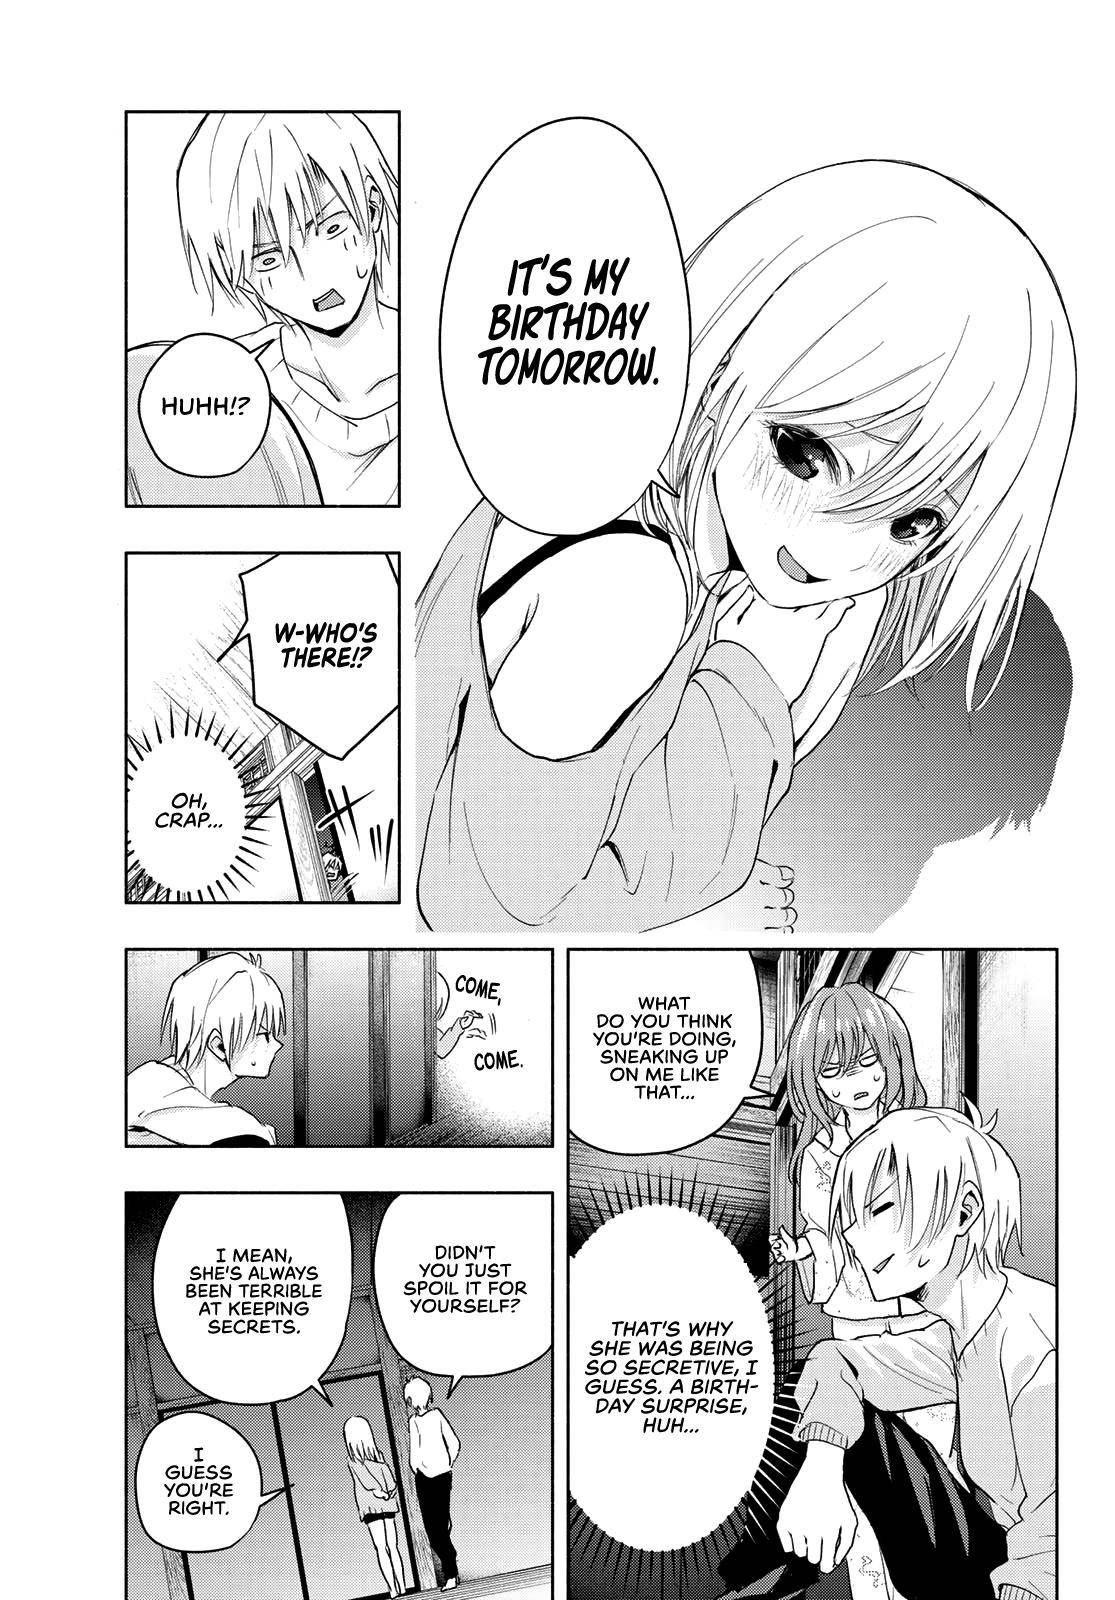 IT'S MY
BIRTHDAY
TOMORROW.
HUHH!?
W-WHO'S
THERE!?
OH,
CRAP...
WHAT
DO YOU THINK
YOU'RE DOING,
SNEAKING UP
ON ME LIKE
THAT...
THAT'S WHY
SHE WAS BEING
SO SECRETIVE, I
GUESS. A BIRTH-
DAY SURPRISE,
HUH...
COME,
COME.
DIDN'T
YOU JUST
SPOIL IT FOR
YOURSELF?
I MEAN,
SHE'S ALWAYS
BEEN TERRIBLE
AT KEEPING
SECRETS.
I
GUESS
YOU'RE
RIGHT.